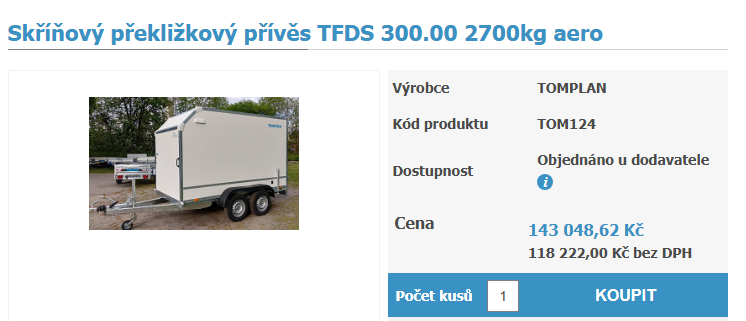 Skříňový překližkový přívěs TFDS 300.00 2700kg aero
Výrobce TOMPLAN
Kód produktu TOM124
Dostupnost Objednáno u dodavatele
i
Cena 143 048,62 Kč
118 222,00 Kč bez DPH
Počet kusů 1 KOUPIT